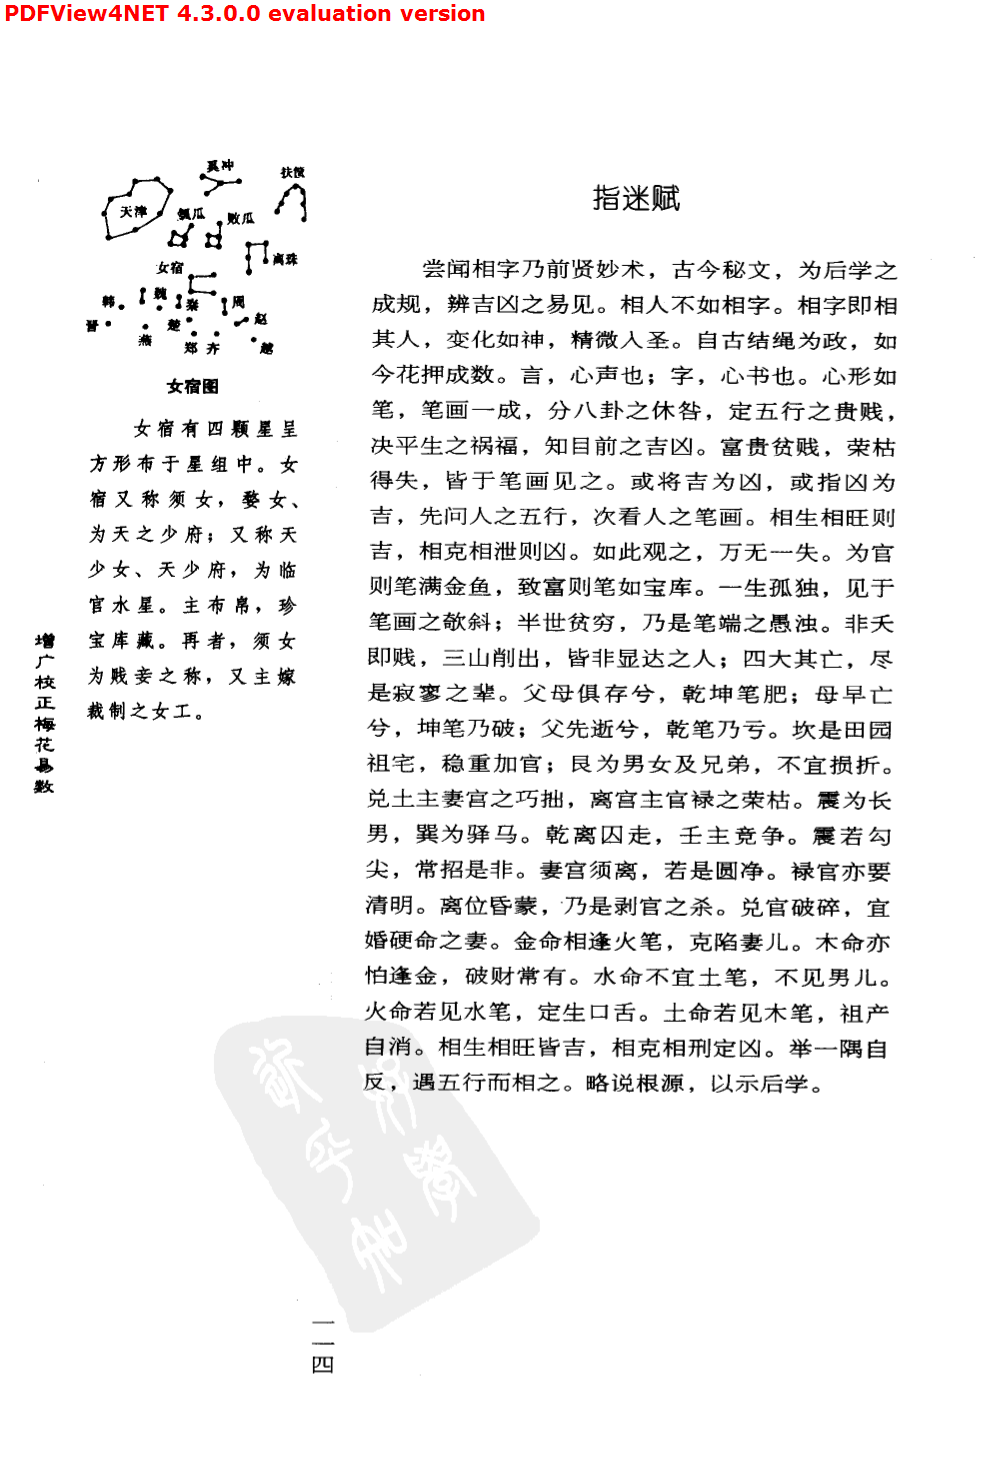 PDFView4NET 4.3.0.0 evaluation version
奚冲
扶筐
天津
瓠瓜
败瓜
离珠
女宿
韩
魏
秦
周
晋
楚
赵
燕
郑
齐
越
女宿图
女宿有四颗星呈
方形布于星组中。女
宿又称须女，婺女、
为天之少府；又称天
少女、天少府，为临
官水星。主布帛，珍
宝库藏。再者，须女
为贱妾之称，又主嫁
裁制之女工。
增广校正梅花易数
指迷赋
尝闻相字乃前贤妙术，古今秘文，为后学之
成规，辨吉凶之易见。相人不如相字。相字即相
其人，变化如神，精微入圣。自古结绳为政，如
今花押成数。言，心声也；字，心书也。心形如
笔，笔画一成，分八卦之休咎，定五行之贵贱，
决平生之祸福，知目前之吉凶。富贵贫贱，荣枯
得失，皆于笔画见之。或将吉为凶，或指凶为
吉，先问人之五行，次看人之笔画。相生相旺则
吉，相克相泄则凶。如此观之，万无一失。为官
则笔满金鱼，致富则笔如宝库。一生孤独，见于
笔画之欹斜；半世贫穷，乃是笔端之愚浊。非夭
即贱，三山削出，皆非显达之人；四大其亡，尽
是寂寥之辈。父母俱存兮，乾坤笔肥；母早亡
兮，坤笔乃破；父先逝兮，乾笔乃亏。坎是田园
祖宅，稳重加官；艮为男女及兄弟，不宜损折。
兑土主妻宫之巧拙，离宫主官禄之荣枯。震为长
男，巽为驿马。乾离囚走，壬主竞争。震若勾
尖，常招是非。妻宫须离，若是圆净。禄官亦要
清明。离位昏蒙，乃是剥官之杀。兑官破碎，宜
婚硬命之妻。金命相逢火笔，克陷妻儿。木命亦
怕逢金，破财常有。水命不宜土笔，不见男儿。
火命若见水笔，定生口舌。土命若见木笔，祖产
自消。相生相旺皆吉，相克相刑定凶。举一隅自
反，遇五行而相之。略说根源，以示后学。
一一四